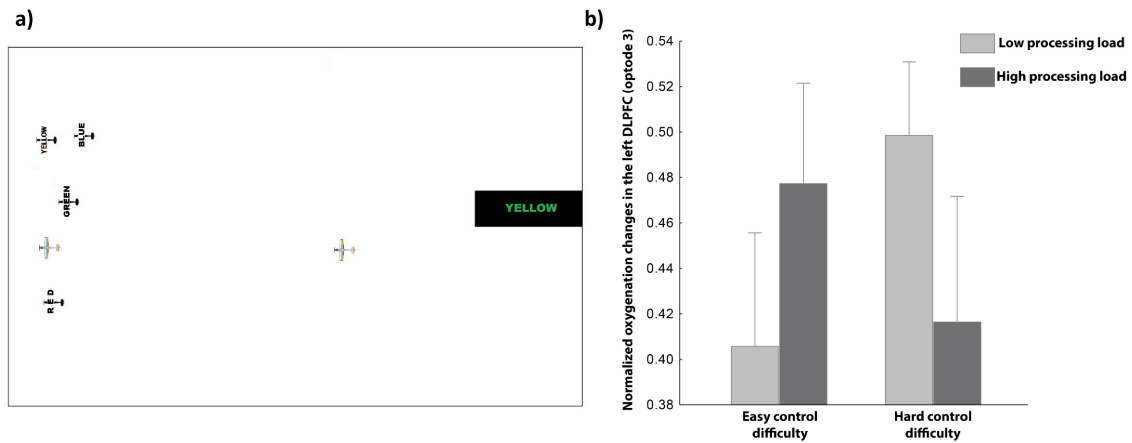 a)
YELLOW
BLUE
GREEN
RED
YELLOW
b)
Normalized oxygenation changes in the left DLPFC (optode 3)
0.54
0.52
0.50
0.48
0.46
0.44
0.42
0.40
0.38
Low processing load
High processing load
Easy control
difficulty
Hard control
difficulty